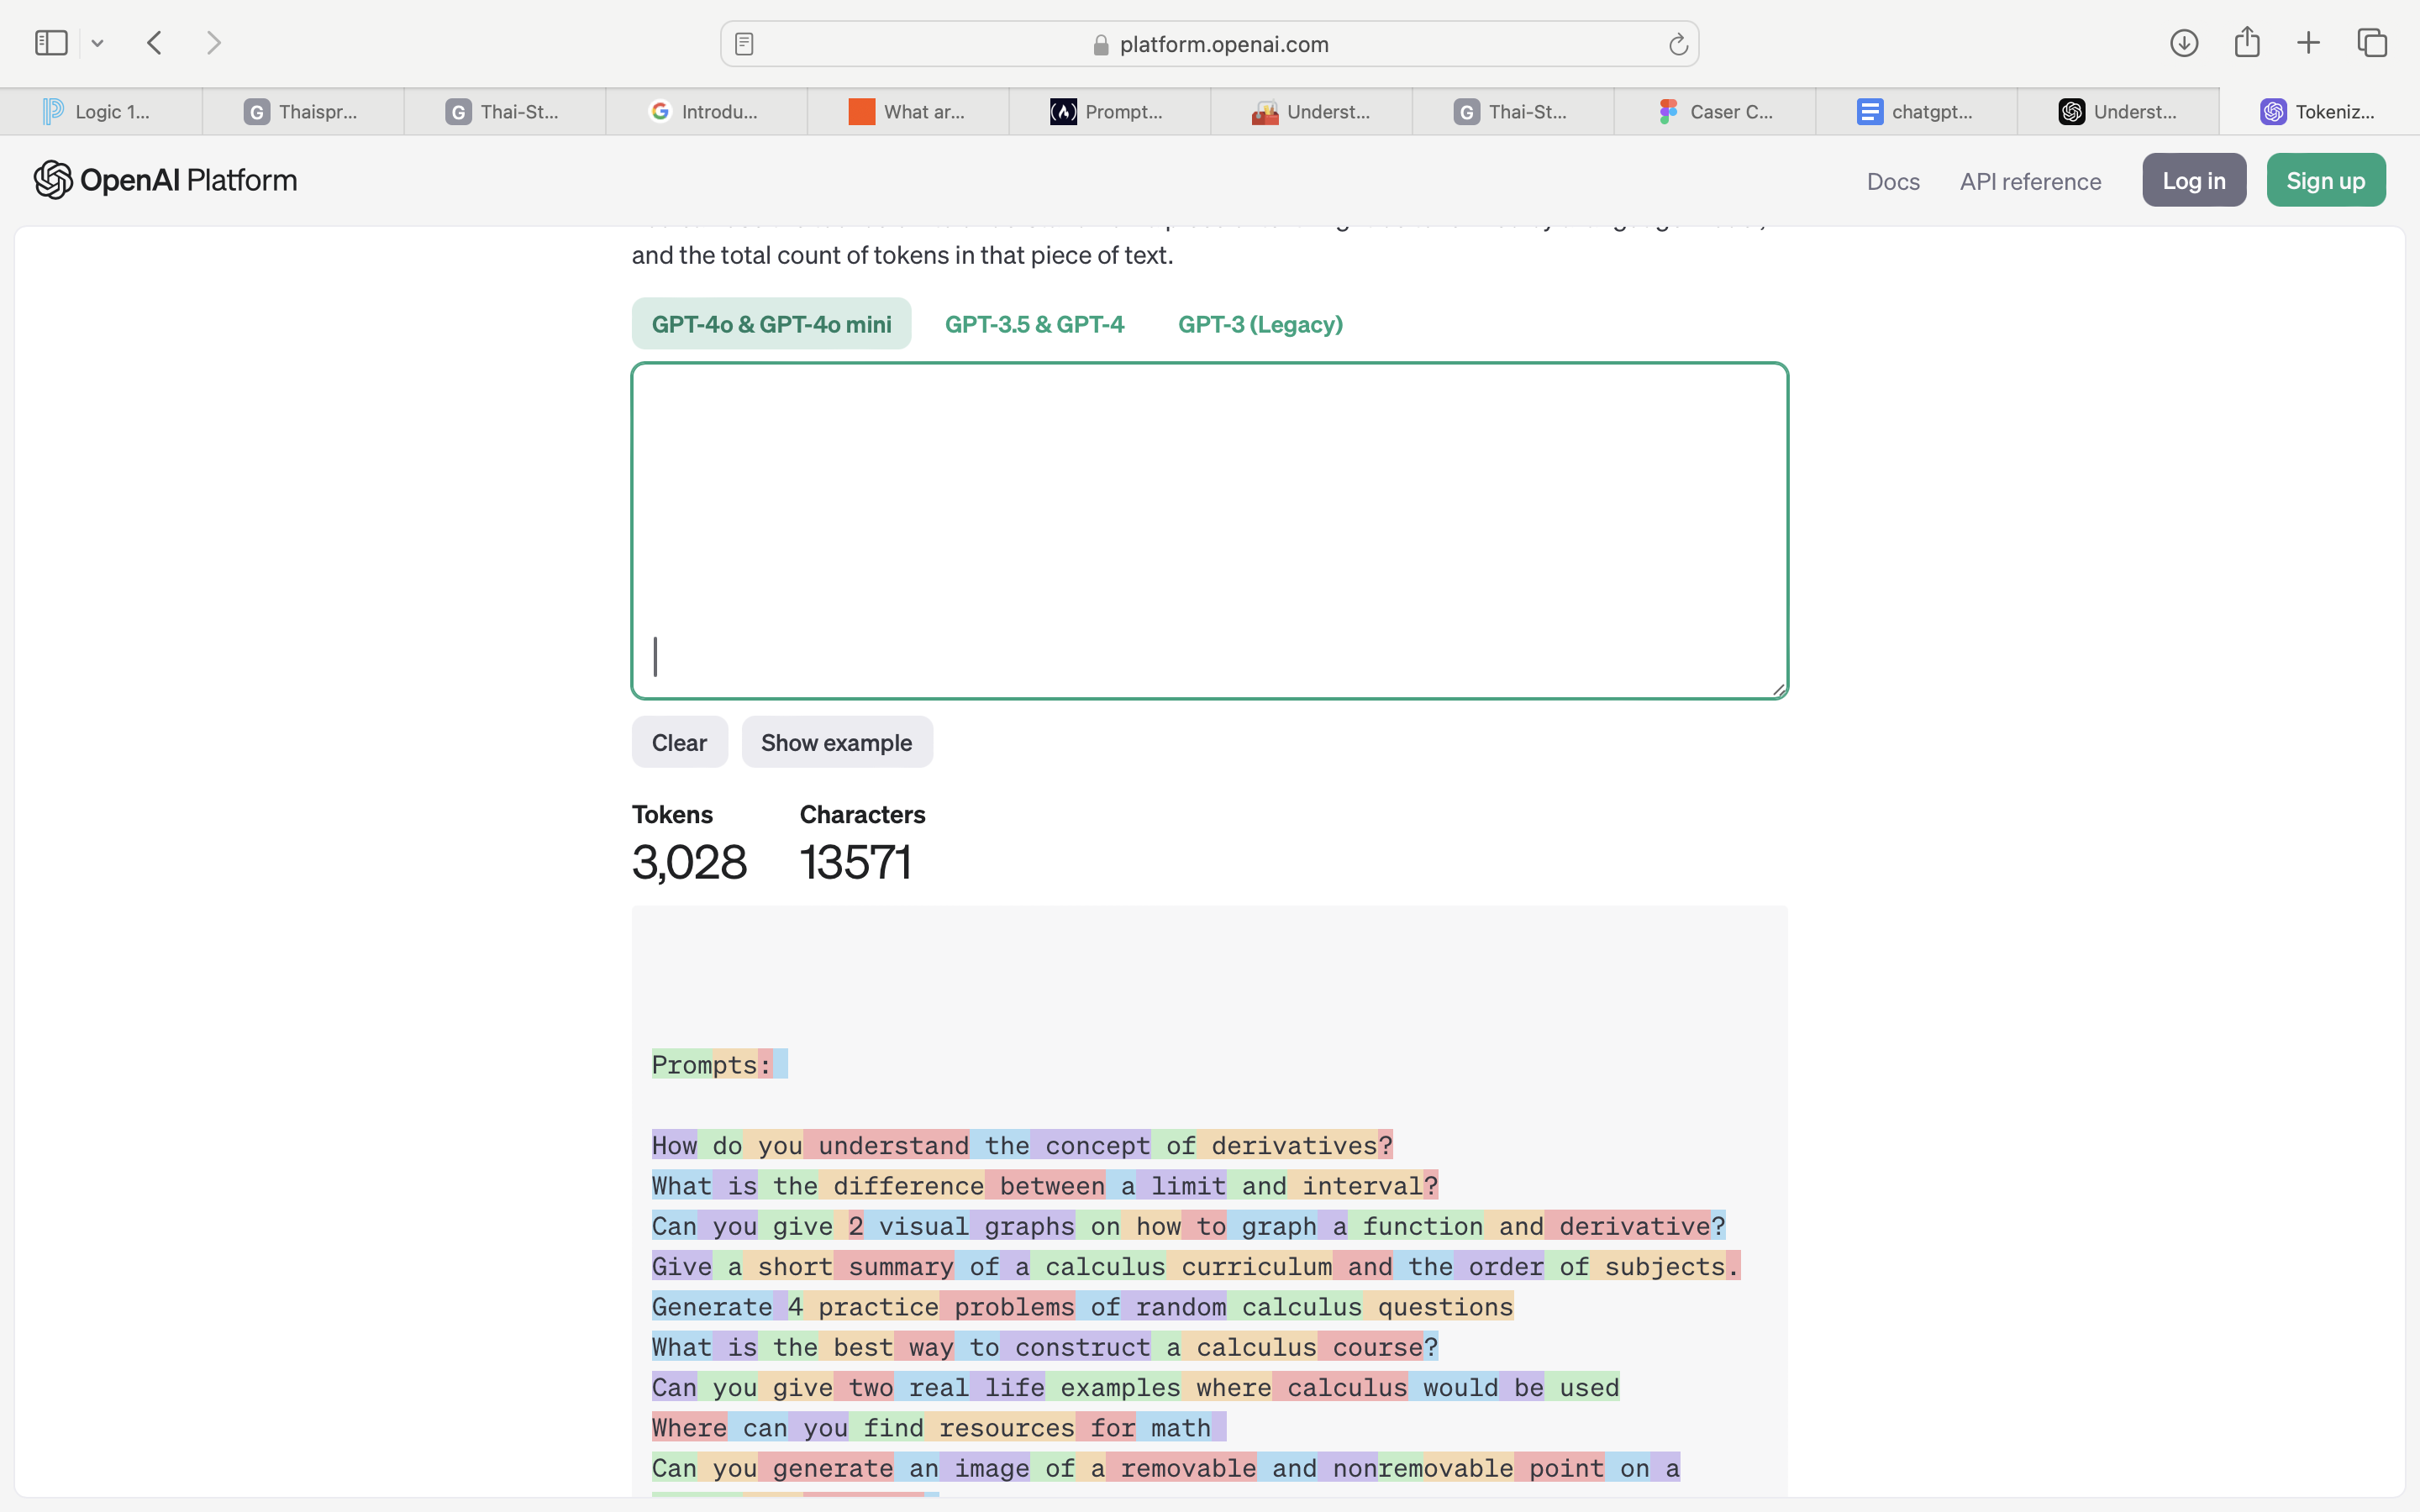 platform.openai.com
Logic 1...
G Thaispr...
G Thai-St...
G Introdu...
What ar...
Prompt...
Underst...
G Thai-St...
Caser C...
chatgpt...
Underst...
Tokeniz...
OpenAI Platform
Docs
API reference
Log in
Sign up
and the total count of tokens in that piece of text.
GPT-4o & GPT-4o mini
GPT-3.5 & GPT-4
GPT-3 (Legacy)
Clear
Show example
Tokens
Characters
3,028
13571
Prompts:
How do you understand the concept of derivatives?
What is the difference between a limit and interval?
Can you give 2 visual graphs on how to graph a function and derivative?
Give a short summary of a calculus curriculum and the order of subjects.
Generate 4 practice problems of random calculus questions
What is the best way to construct a calculus course?
Can you give two real life examples where calculus would be used
Where can you find resources for math
Can you generate an image of a removable and nonremovable point on a